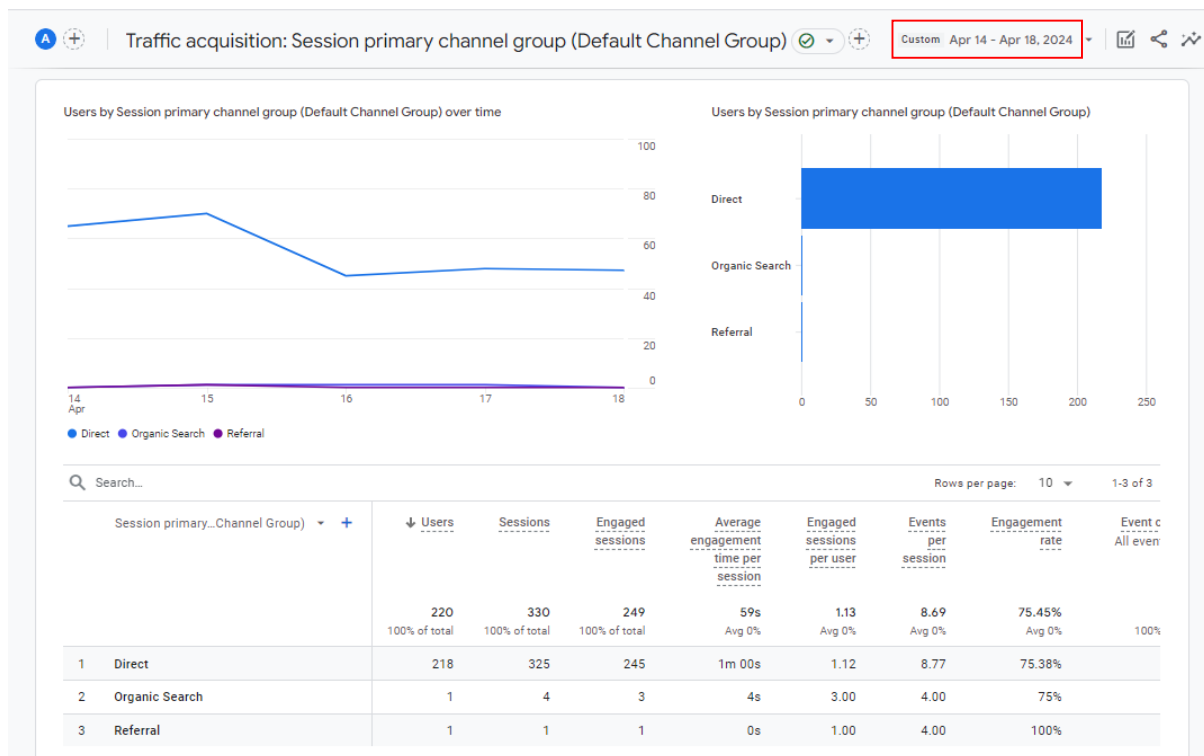 A
Traffic acquisition: Session primary channel group (Default Channel Group)
Custom Apr 14 - Apr 18, 2024
Users by Session primary channel group (Default Channel Group) over time
100
80
60
40
20
0
14
Apr
15
16
17
18
Direct Organic Search Referral
Users by Session primary channel group (Default Channel Group)
Direct
Organic Search
Referral
0 50 100 150 200 250
Search...
Rows per page: 10 1-3 of 3
Session primary...Channel Group) + ↓ Users Sessions Engaged sessions Average engagement time per session Engaged sessions per user Events per session Engagement rate Event c
All even
220 330 249 59s 1.13 8.69 75.45%
100% of total 100% of total 100% of total Avg 0% Avg 0% Avg 0% Avg 0% 100%
1 Direct 218 325 245 1m 00s 1.12 8.77 75.38%
2 Organic Search 1 4 3 4s 3.00 4.00 75%
3 Referral 1 1 1 0s 1.00 4.00 100%